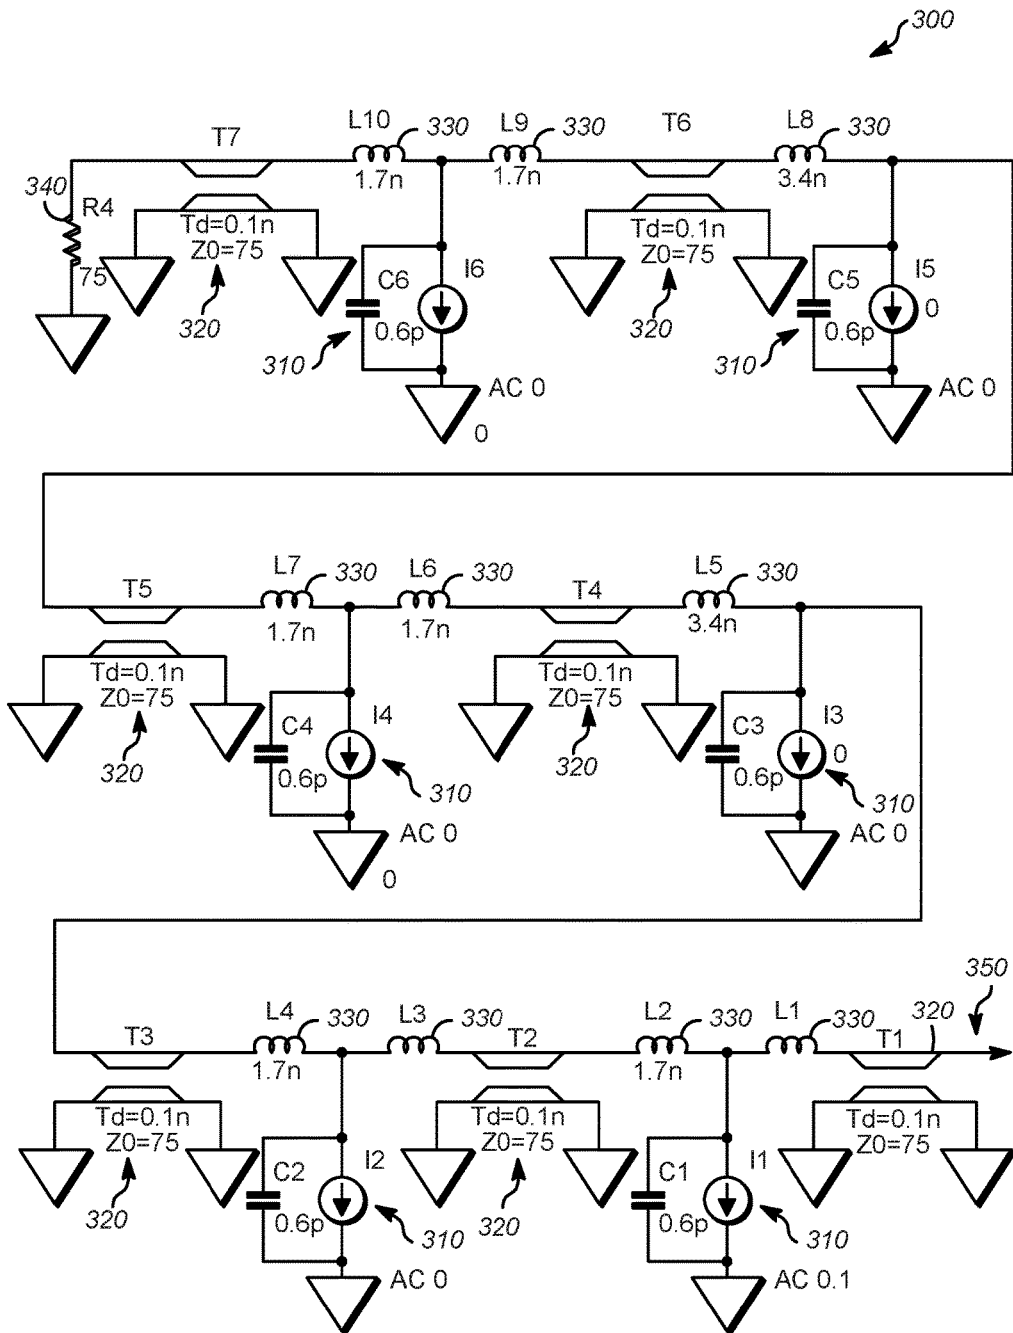 300
L10 330 L9 330 T6 L8 330
T7
1.7n 1.7n 3.4n
340 R4
Td=0.1n Td=0.1n
Z0=75 Z0=75
75 C6 I6 C5 I5
320 0.6p 320 0.6p 0
310 310
AC 0 AC 0
0
L7 330 L6 330 L5 330
T5 T4
1.7n 1.7n 3.4n
Td=0.1n Td=0.1n
Z0=75 Z0=75
C4 I4 C3 I3
320 0.6p 320 0.6p 0
310 310
AC 0 AC 0
0
350
L4 330 L3 330 L2 330 L1 330 320
T3 T2 T1
1.7n 1.7n
Td=0.1n Td=0.1n Td=0.1n
Z0=75 Z0=75 Z0=75
C2 I2 C1 I1
320 0.6p 320 0.6p
310 310
AC 0 AC 0.1